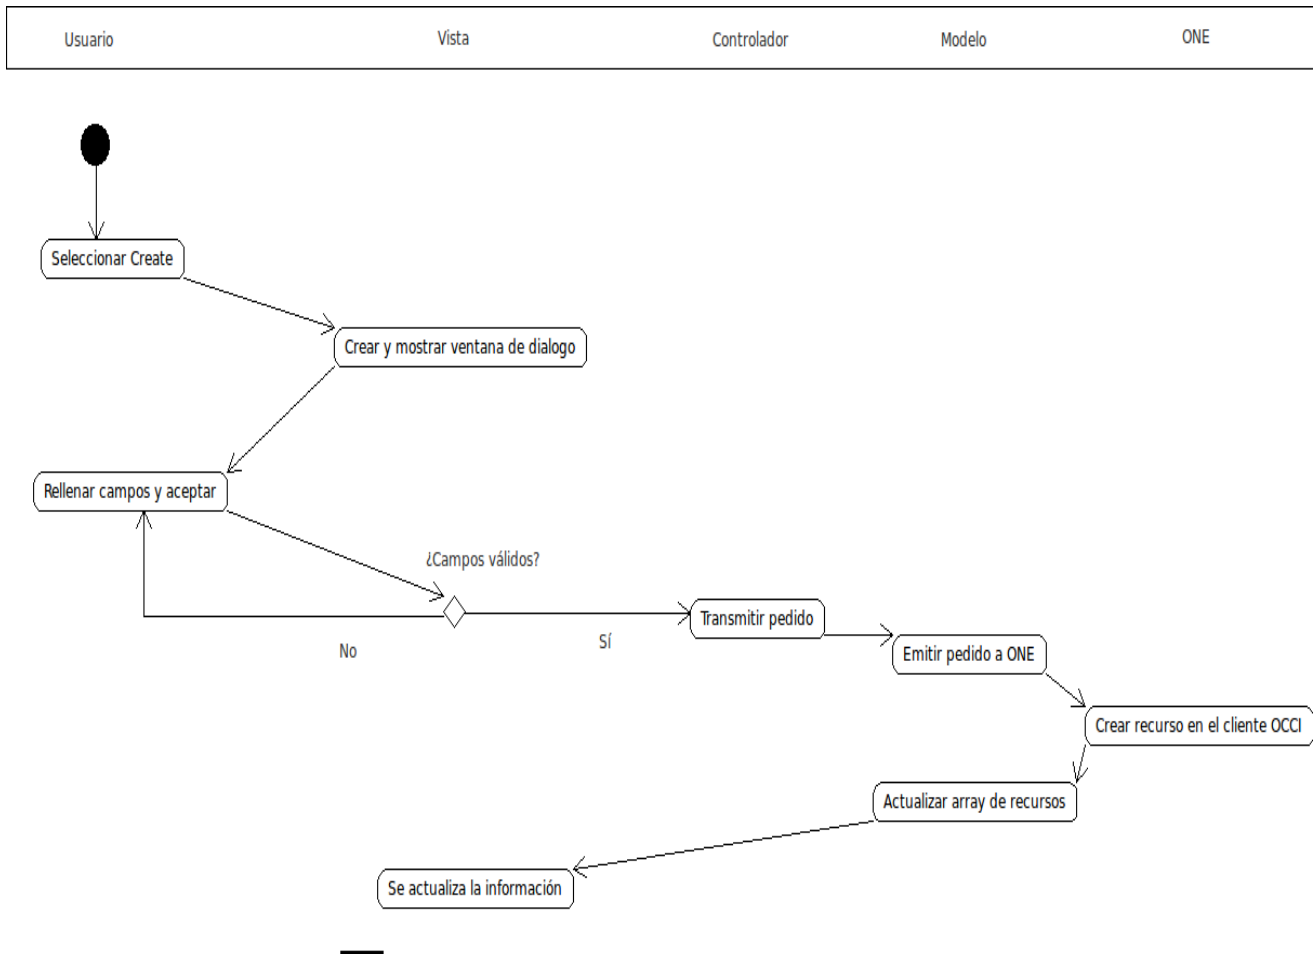 Usuario
Vista
Controlador
Modelo
ONE
Seleccionar Create
Crear y mostrar ventana de dialogo
Rellenar campos y aceptar
¿Campos válidos?
No
Sí
Transmitir pedido
Emitir pedido a ONE
Crear recurso en el cliente OCCI
Actualizar array de recursos
Se actualiza la información